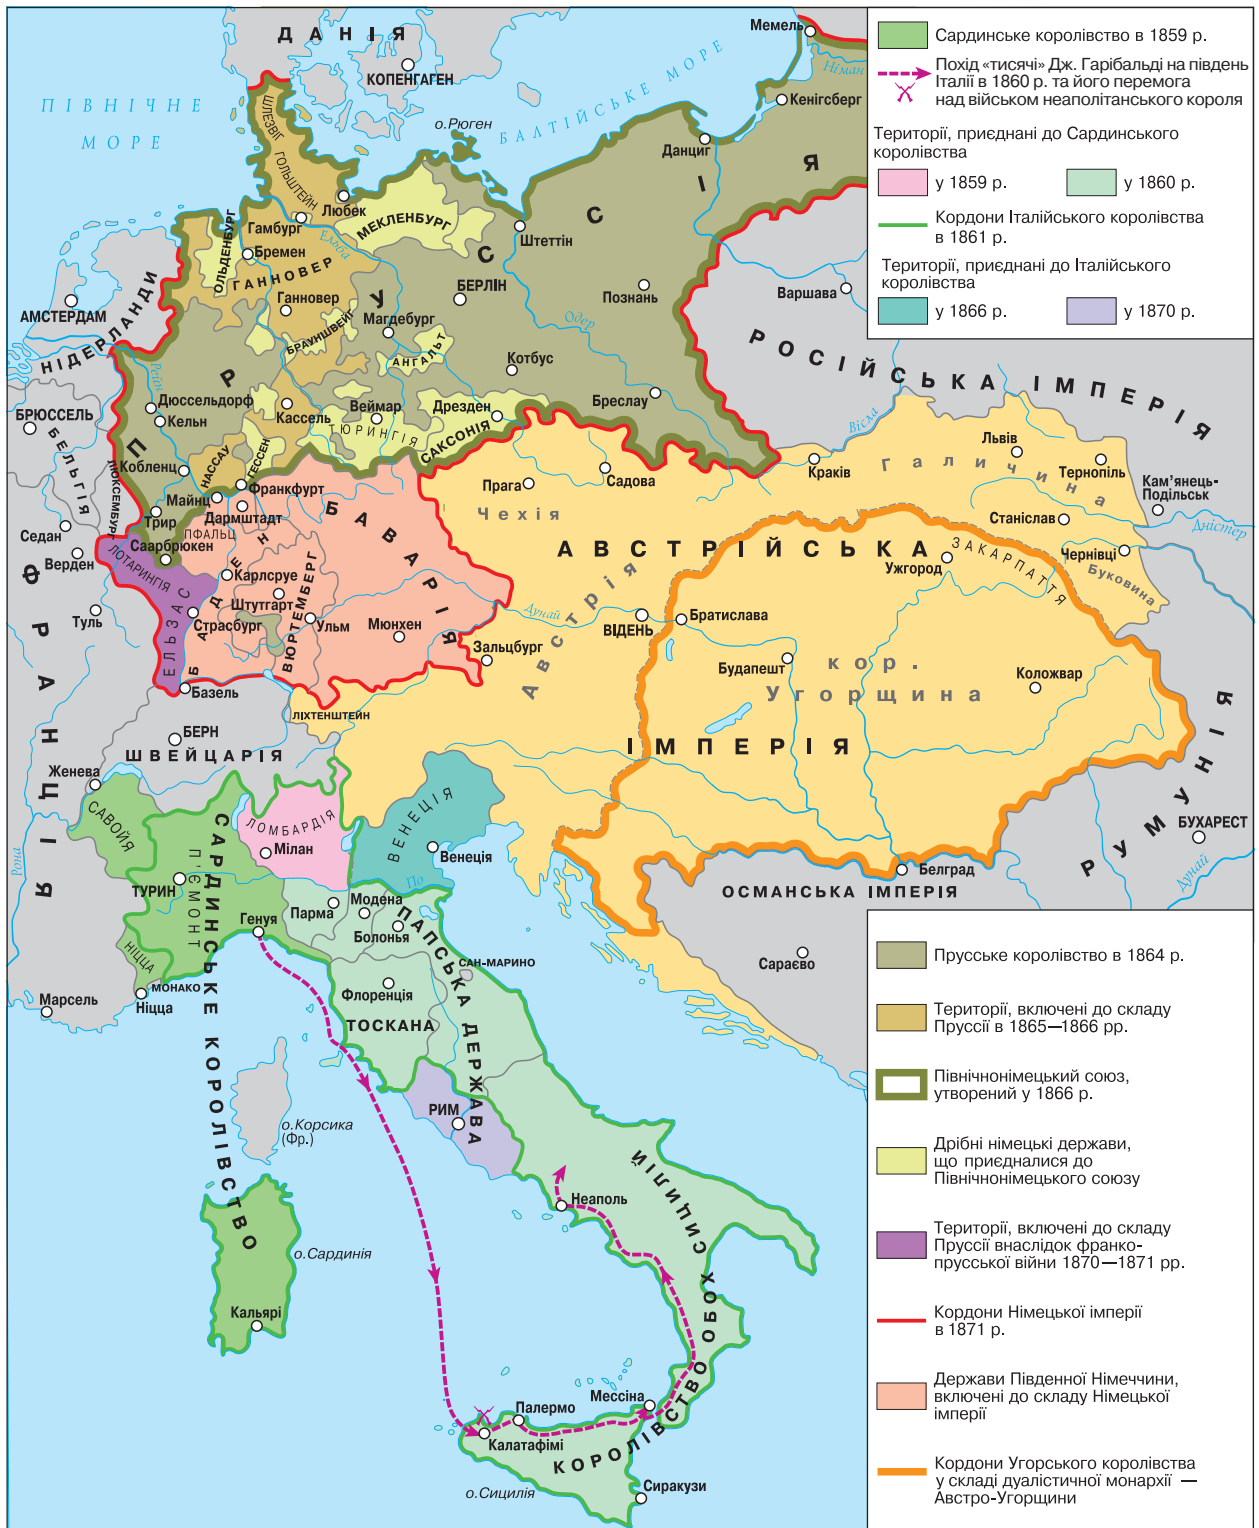 ДАНІЯ
КОПЕНГАГЕН
ПІВНІЧНЕ
МОРЕ
БАЛТІЙСЬКЕ МОРЕ
о.Рюген
Мемель
Німан
Кенігсберг
Данциг
ШЛЕЗВІГ
ГОЛЬШТЕЙН
Любек
МЕКЛЕНБУРГ
Гамбург
Ельба
Штеттін
ОЛЬДЕНБУРГ
Бремен
ГАННОВЕР
Ганновер
БЕРЛІН
Познань
Варшава
АМСТЕРДАМ
НІДЕРЛАНДИ
БРАУНШВЕЙГ
Магдебург
АНГАЛЬТ
Одер
Котбус
ПРУССІЯ
РОСІЙСЬКА ІМПЕРІЯ
Рейн
Дюссельдорф
Кельн
Кассель
Веймар
Дрезден
Бреслау
ТЮРИНГІЯ
САКСОНІЯ
Вісла
БРЮССЕЛЬ
БЕЛЬГІЯ
ЛЮКСЕМБУРГ
Кобленц
НАССАУ
ГЕССЕН
Франкфурт
Майнц
Дармштадт
Трир
ПФАЛЬЦ
Саарбрюкен
Седан
Верден
ЛОТАРИНГІЯ
Туль
ЕЛЬЗАС
Страсбург
БАДЕН
Карлсруе
Штутгарт
ВЮРТЕМБЕРГ
Ульм
Мюнхен
БАВАРІЯ
Прага
Садова
Чехія
Краків
Галичина
Львів
Тернопіль
Кам’янець-
Подільськ
Станіслав
Дністер
Чернівці
Буковина
АВСТРІЙСЬКА
ІМПЕРІЯ
Ужгород
ЗАКАРПАТТЯ
Австрія
Дунай
ВІДЕНЬ
Братислава
Зальцбург
Будапешт
кор.
Угорщина
Коложвар
ФРАНЦІЯ
Базель
БЕРН
ШВЕЙЦАРІЯ
ЛІХТЕНШТЕЙН
Женева
САВОЙЯ
Рона
ТУРИН
П’ЄМОНТ
САРДИНСЬКЕ КОРОЛІВСТВО
ЛОМБАРДІЯ
Мілан
ВЕНЕЦІЯ
Венеція
По
РУМУНІЯ
БУХАРЕСТ
Дунай
Белград
ОСМАНСЬКА ІМПЕРІЯ
Сараєво
Генуя
Парма
Модена
Болонья
ПАПСЬКА ДЕРЖАВА
САН-МАРИНО
НІЦЦА
МОНАКО
Ніцца
Марсель
Флоренція
ТОСКАНА
о.Корсика
(Фр.)
РИМ
Неаполь
КОРОЛІВСТВО ОБОХ СИЦИЛІЙ
о.Сардинія
Кальярі
Мессіна
Палермо
Калатафімі
о.Сицилія
Сиракузи
Сардинське королівство в 1859 р.
Похід «тисячі» Дж. Гарібальді на південь
Італії в 1860 р. та його перемога
над військом неаполітанського короля
Території, приєднані до Сардинського
королівства
у 1859 р.
у 1860 р.
Кордони Італійського королівства
в 1861 р.
Території, приєднані до Італійського
королівства
у 1866 р.
у 1870 р.
Прусське королівство в 1864 р.
Території, включені до складу
Пруссії в 1865—1866 рр.
Північнонімецький союз,
утворений у 1866 р.
Дрібні німецькі держави,
що приєдналися до
Північнонімецького союзу
Території, включені до складу
Пруссії внаслідок франко-
прусської війни 1870—1871 рр.
Кордони Німецької імперії
в 1871 р.
Держави Південної Німеччини,
включені до складу Німецької
імперії
Кордони Угорського королівства
у складі дуалістичної монархії —
Австро-Угорщини